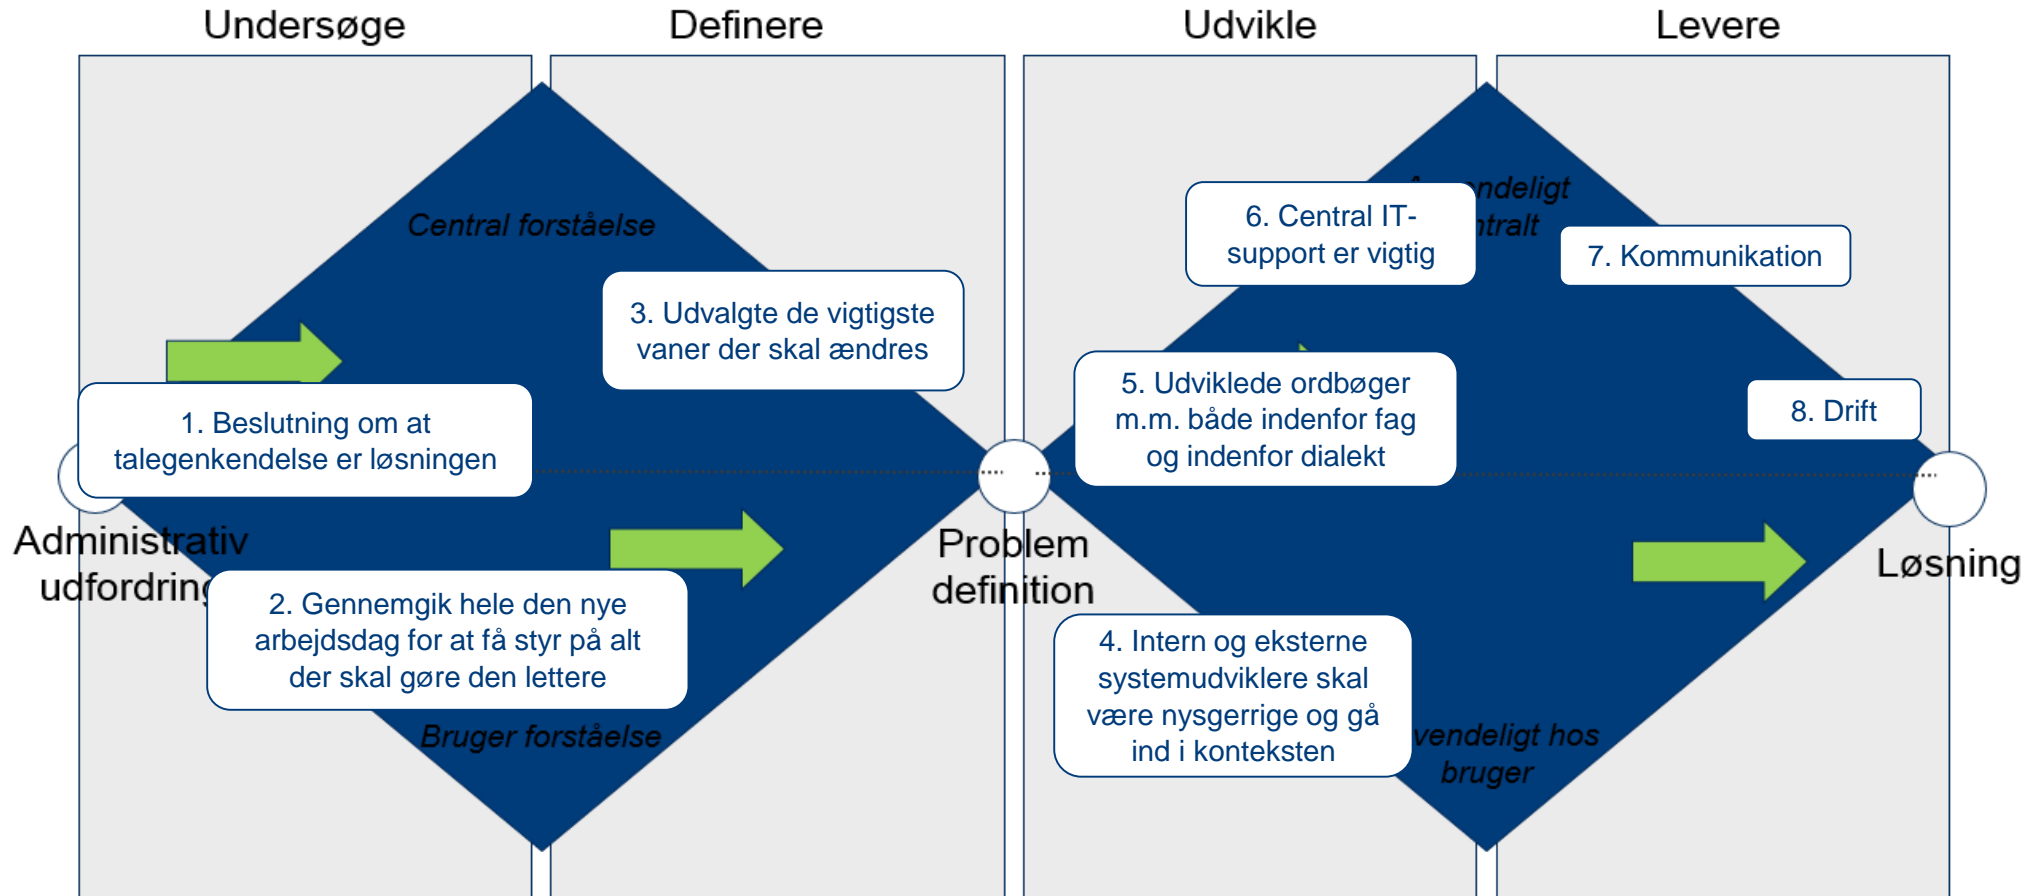 Undersøge
Definere
Udvikle
Levere
Central forståelse
6. Central IT-
support er vigtig
7. Kommunikation
3. Udvalgte de vigtigste
vaner der skal ændres
1. Beslutning om at
talegenkendelse er løsningen
5. Udviklede ordbøger
m.m. både indenfor fag
og indenfor dialekt
8. Drift
Administrativ
udfordring
Problem
definition
Løsning
2. Gennemgik hele den nye
arbejdsdag for at få styr på alt
der skal gøre den lettere
4. Intern og eksterne
systemudviklere skal
være nysgerrige og gå
ind i konteksten
Bruger forståelse
hos
bruger